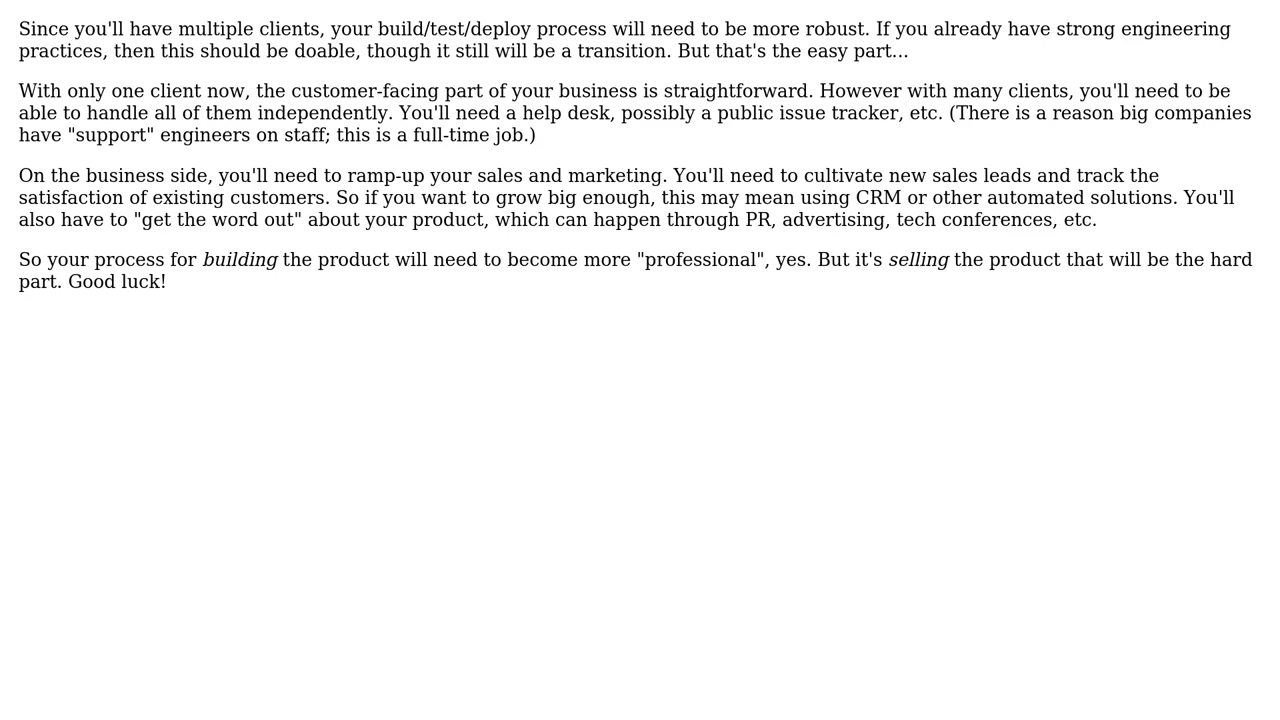 Since you'll have multiple clients, your build/test/deploy process will need to be more robust. If you already have strong engineering
practices, then this should be doable, though it still will be a transition. But that's the easy part...
With only one client now, the customer-facing part of your business is straightforward. However with many clients, you'll need to be
able to handle all of them independently. You'll need a help desk, possibly a public issue tracker, etc. (There is a reason big companies
have "support" engineers on staff; this is a full-time job.)
On the business side, you'll need to ramp-up your sales and marketing. You'll need to cultivate new sales leads and track the
satisfaction of existing customers. So if you want to grow big enough, this may mean using CRM or other automated solutions. You'll
also have to "get the word out" about your product, which can happen through PR, advertising, tech conferences, etc.
So your process for building the product will need to become more "professional", yes. But it's selling the product that will be the hard
part. Good luck!